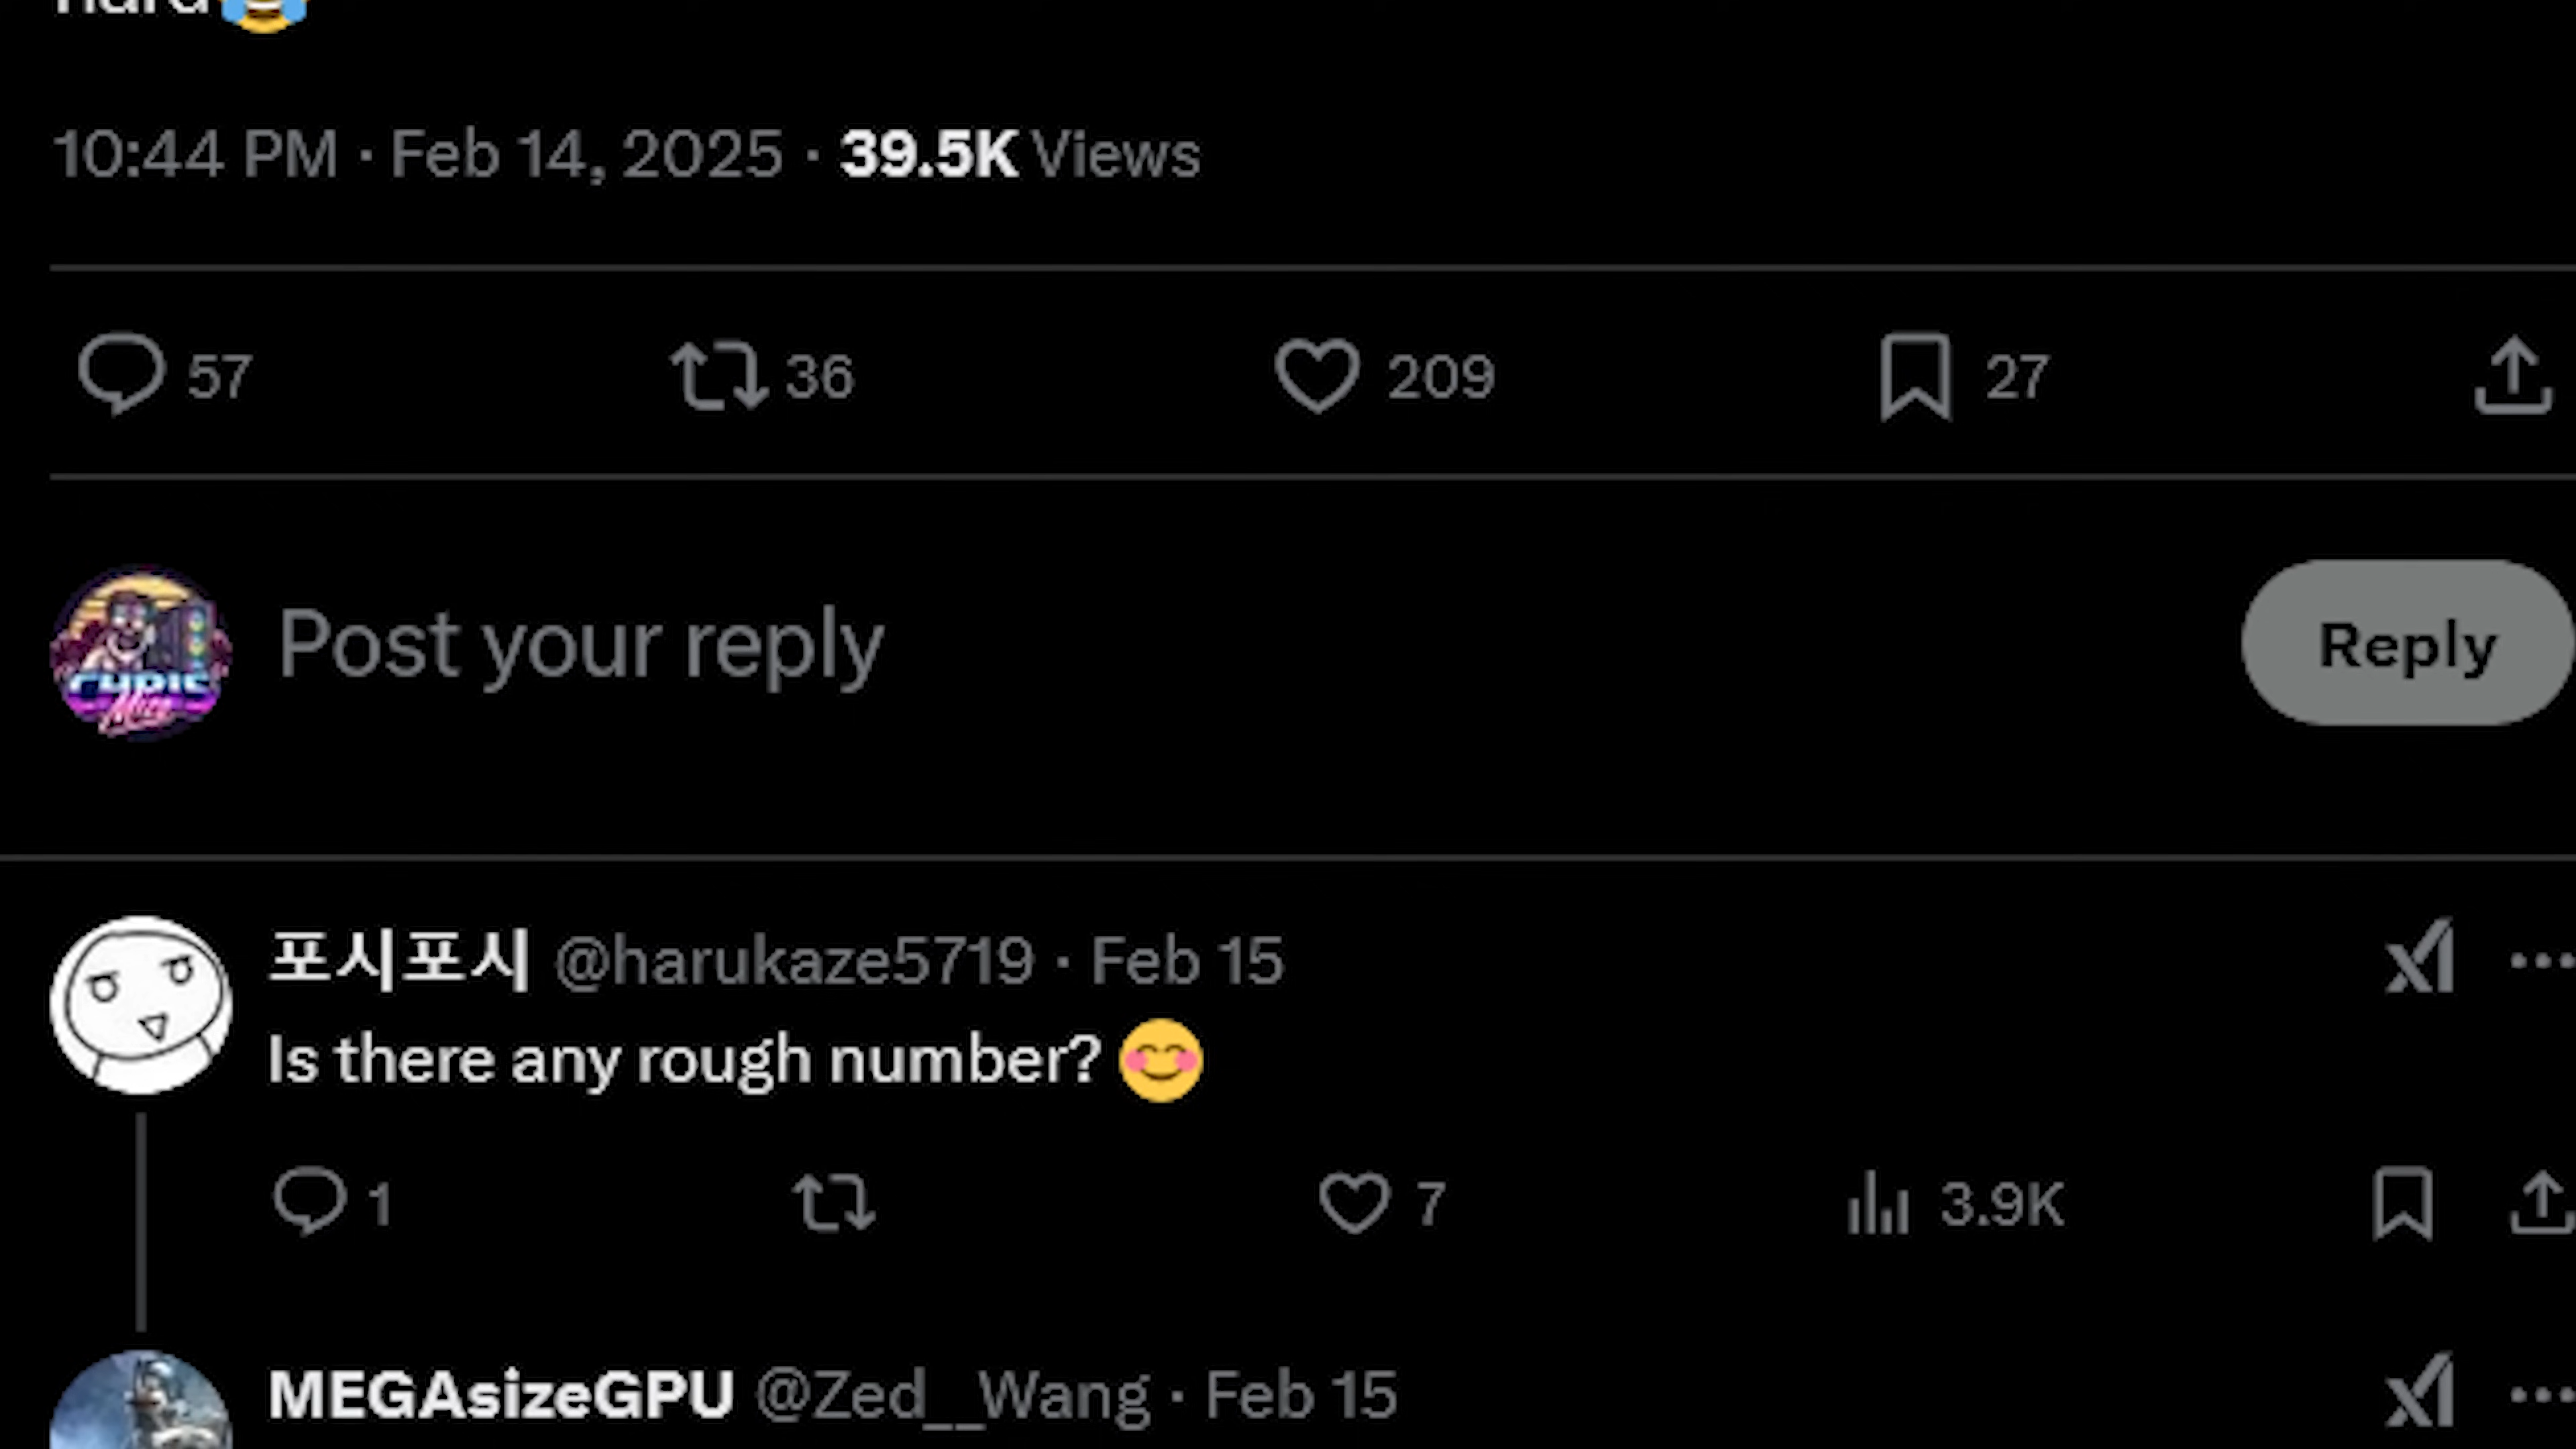 10:44 PM · Feb 14, 2025 · 39.5K Views
57 36 209 27
Post your reply
Reply
포시포시 @harukaze5719 · Feb 15
Is there any rough number? 😊
1 7 3.9K
MEGAsizeGPU @Zed__Wang · Feb 15